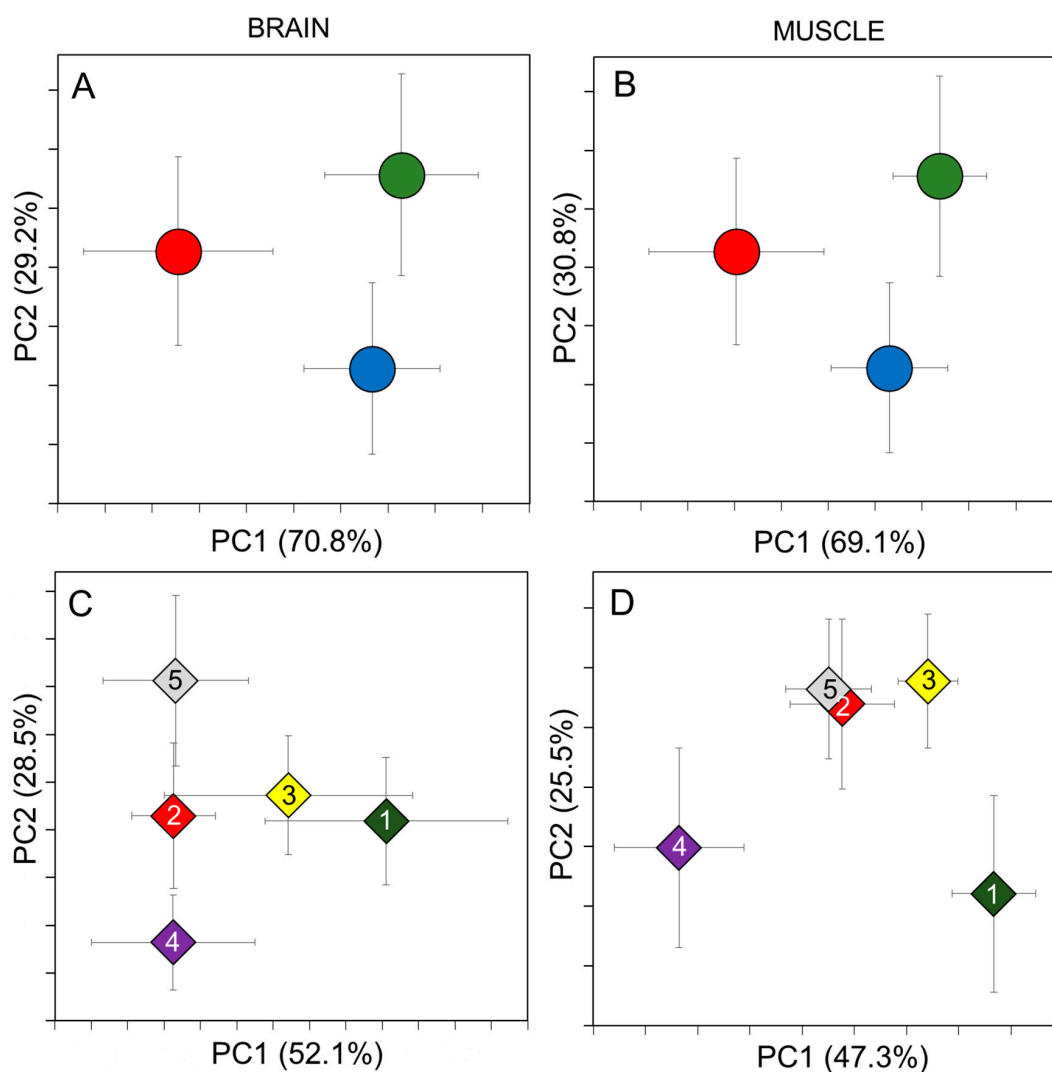 BRAIN
MUSCLE
A
B
PC2 (29.2%)
PC2 (30.8%)
PC1 (70.8%)
PC1 (69.1%)
C
D
5
2
3
1
4
5
2
3
4
1
PC2 (28.5%)
PC2 (25.5%)
PC1 (52.1%)
PC1 (47.3%)